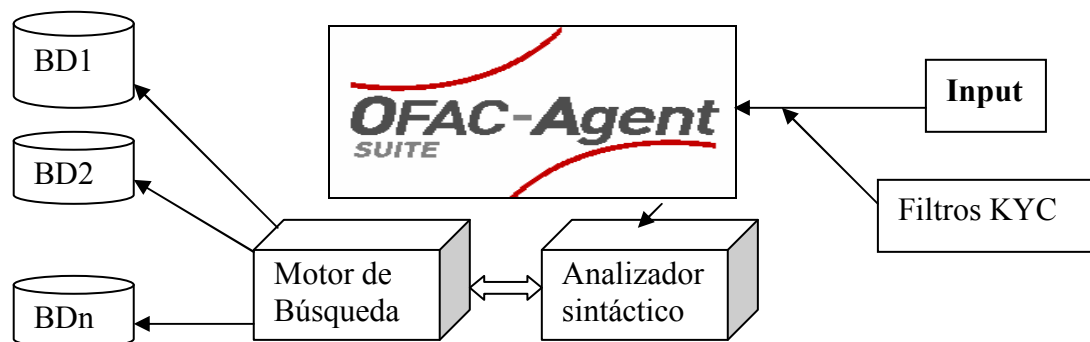 BD1
BD2
BDn
OFAC-Agent
SUITE
Input
Filtros KYC
Motor de
Búsqueda
Analizador
sintáctico